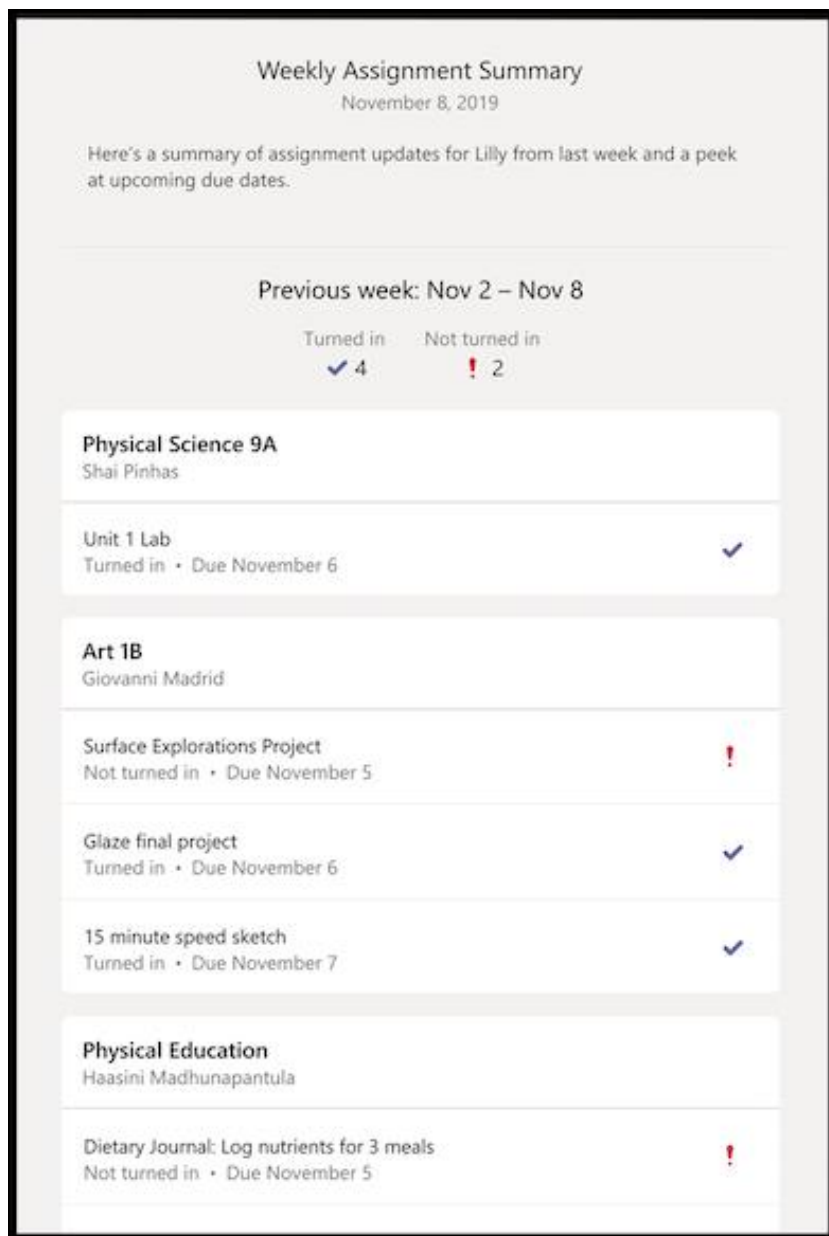 Weekly Assignment Summary
November 8, 2019
Here's a summary of assignment updates for Lilly from last week and a peek
at upcoming due dates.
Previous week: Nov 2 – Nov 8
Turned in Not turned in
4 2
Physical Science 9A
Shai Pinhas
Unit 1 Lab
Turned in • Due November 6
Art 1B
Giovanni Madrid
Surface Explorations Project
Not turned in • Due November 5
Glaze final project
Turned in • Due November 6
15 minute speed sketch
Turned in • Due November 7
Physical Education
Haasini Madhunapantula
Dietary Journal: Log nutrients for 3 meals
Not turned in • Due November 5